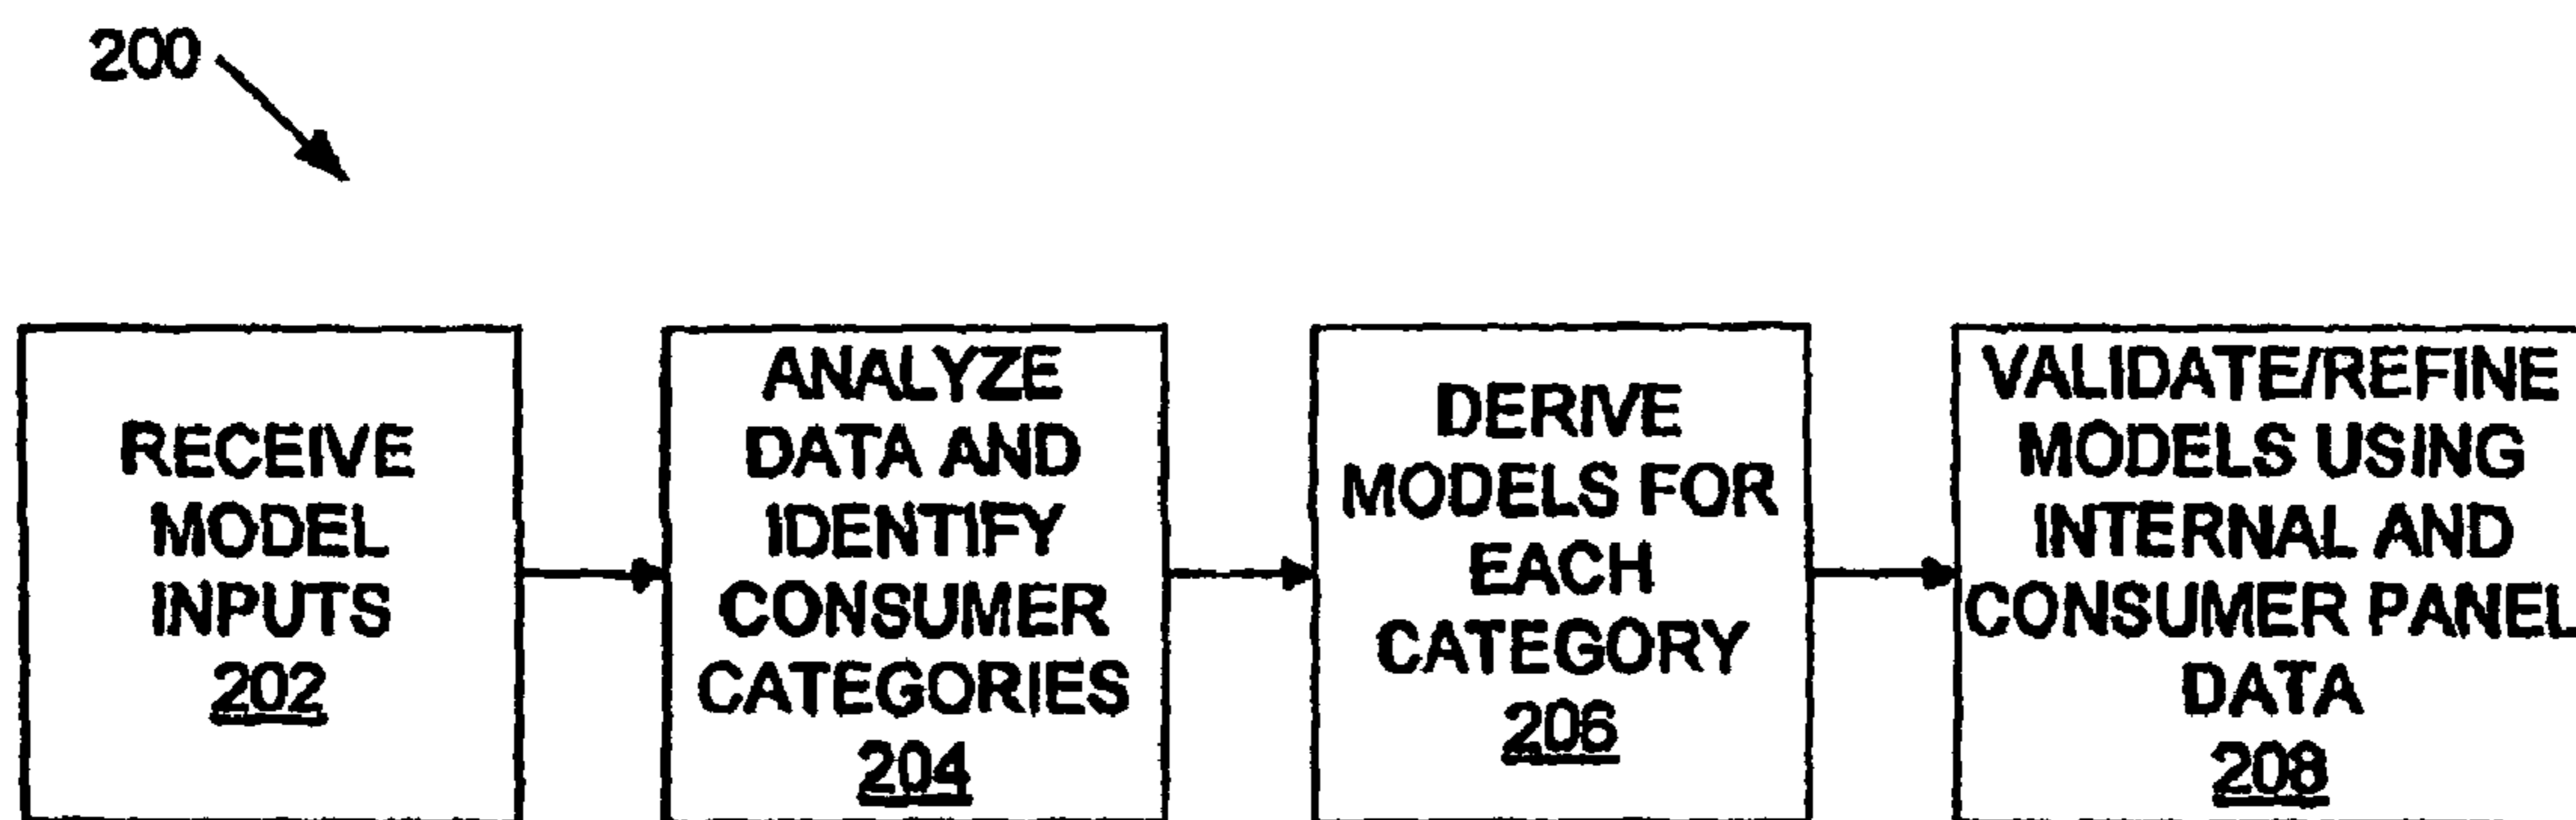 200
RECEIVE
MODEL
INPUTS
202
ANALYZE
DATA AND
IDENTIFY
CONSUMER
CATEGORIES
204
DERIVE
MODELS FOR
EACH
CATEGORY
206
VALIDATE/REFINE
MODELS USING
INTERNAL AND
CONSUMER PANEL
DATA
208